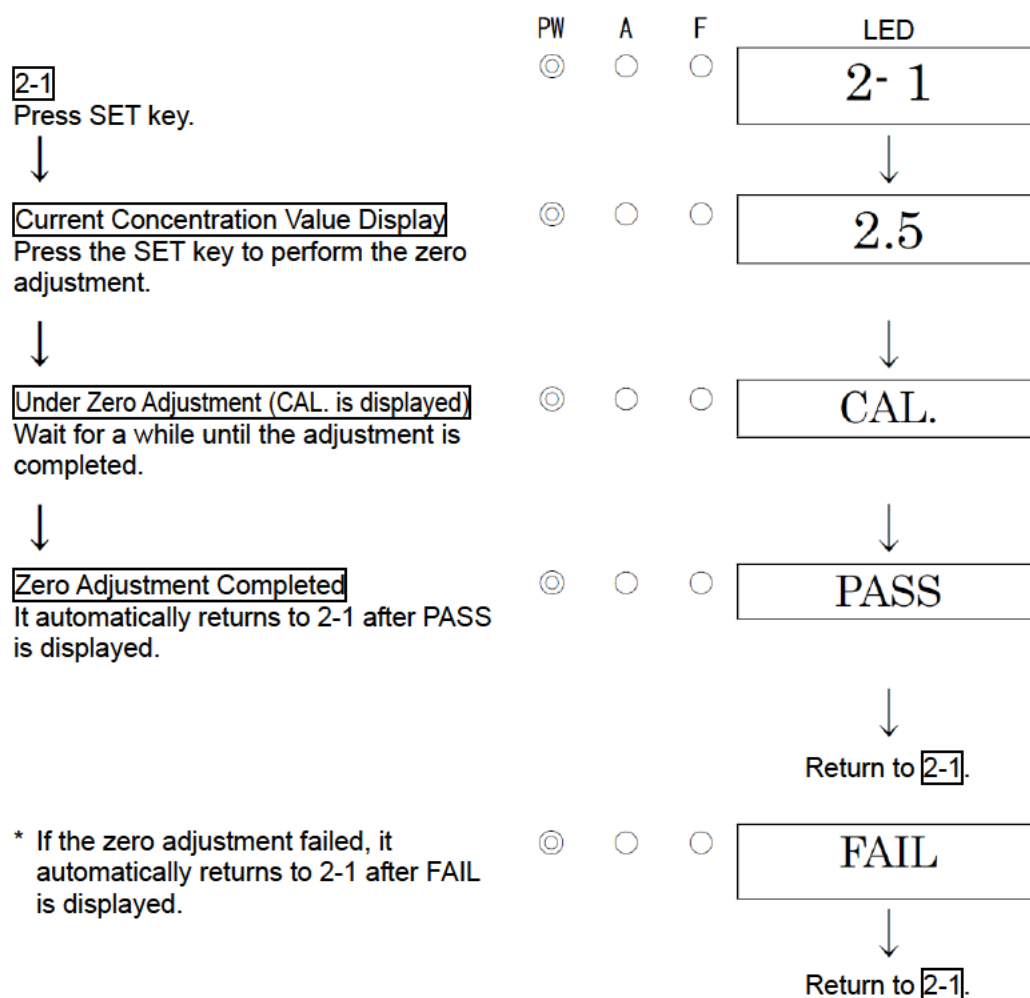 PW A F LED
2-1
2- 1
Press SET key.
Current Concentration Value Display
2.5
Press the SET key to perform the zero
adjustment.
Under Zero Adjustment (CAL. is displayed)
CAL.
Wait for a while until the adjustment is
completed.
Zero Adjustment Completed
PASS
It automatically returns to 2-1 after PASS
is displayed.
Return to 2-1.
* If the zero adjustment failed, it
FAIL
automatically returns to 2-1 after FAIL
is displayed.
Return to 2-1.